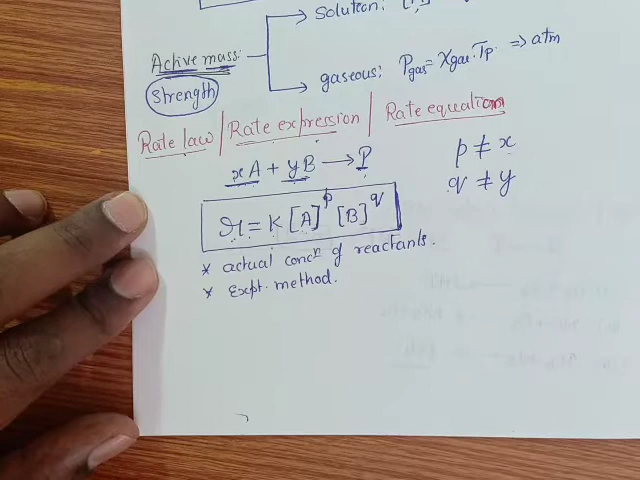 Solution:
Active mass:
Strength
gaseous: Pgas = Xgas . Tp. ⇒ atm
Rate law / Rate expression / Rate equation
xA + yB → P
p ≠ x
q ≠ y
r = K [A]^p [B]^q
* actual concn of reactants.
* Expt. method.